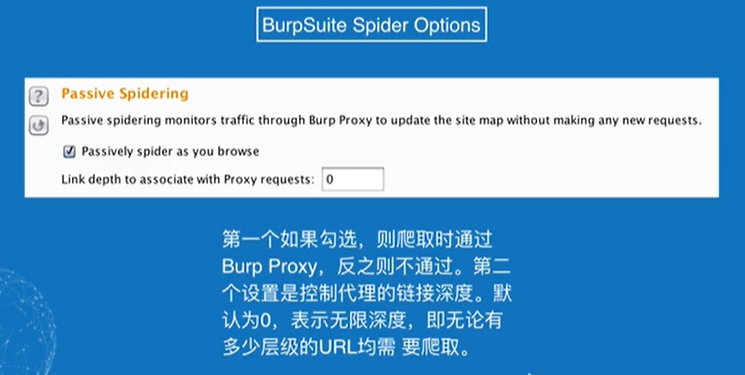 BurpSuite Spider Options
Passive Spidering
Passive spidering monitors traffic through Burp Proxy to update the site map without making any new requests.
Passively spider as you browse
Link depth to associate with Proxy requests: 0
第一个如果勾选，则爬取时通过
Burp Proxy，反之则不通过。第二
个设置是控制代理的链接深度。默
认为0，表示无限深度，即无论有
多少层级的URL均需 要爬取。